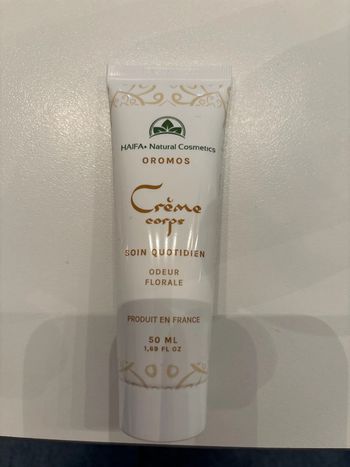 HAIFA• Natural Cosmetics
OROMOS
Crème
corps
SOIN QUOTIDIEN
ODEUR
FLORALE
PRODUIT EN FRANCE
50 ML
1,69 FL OZ